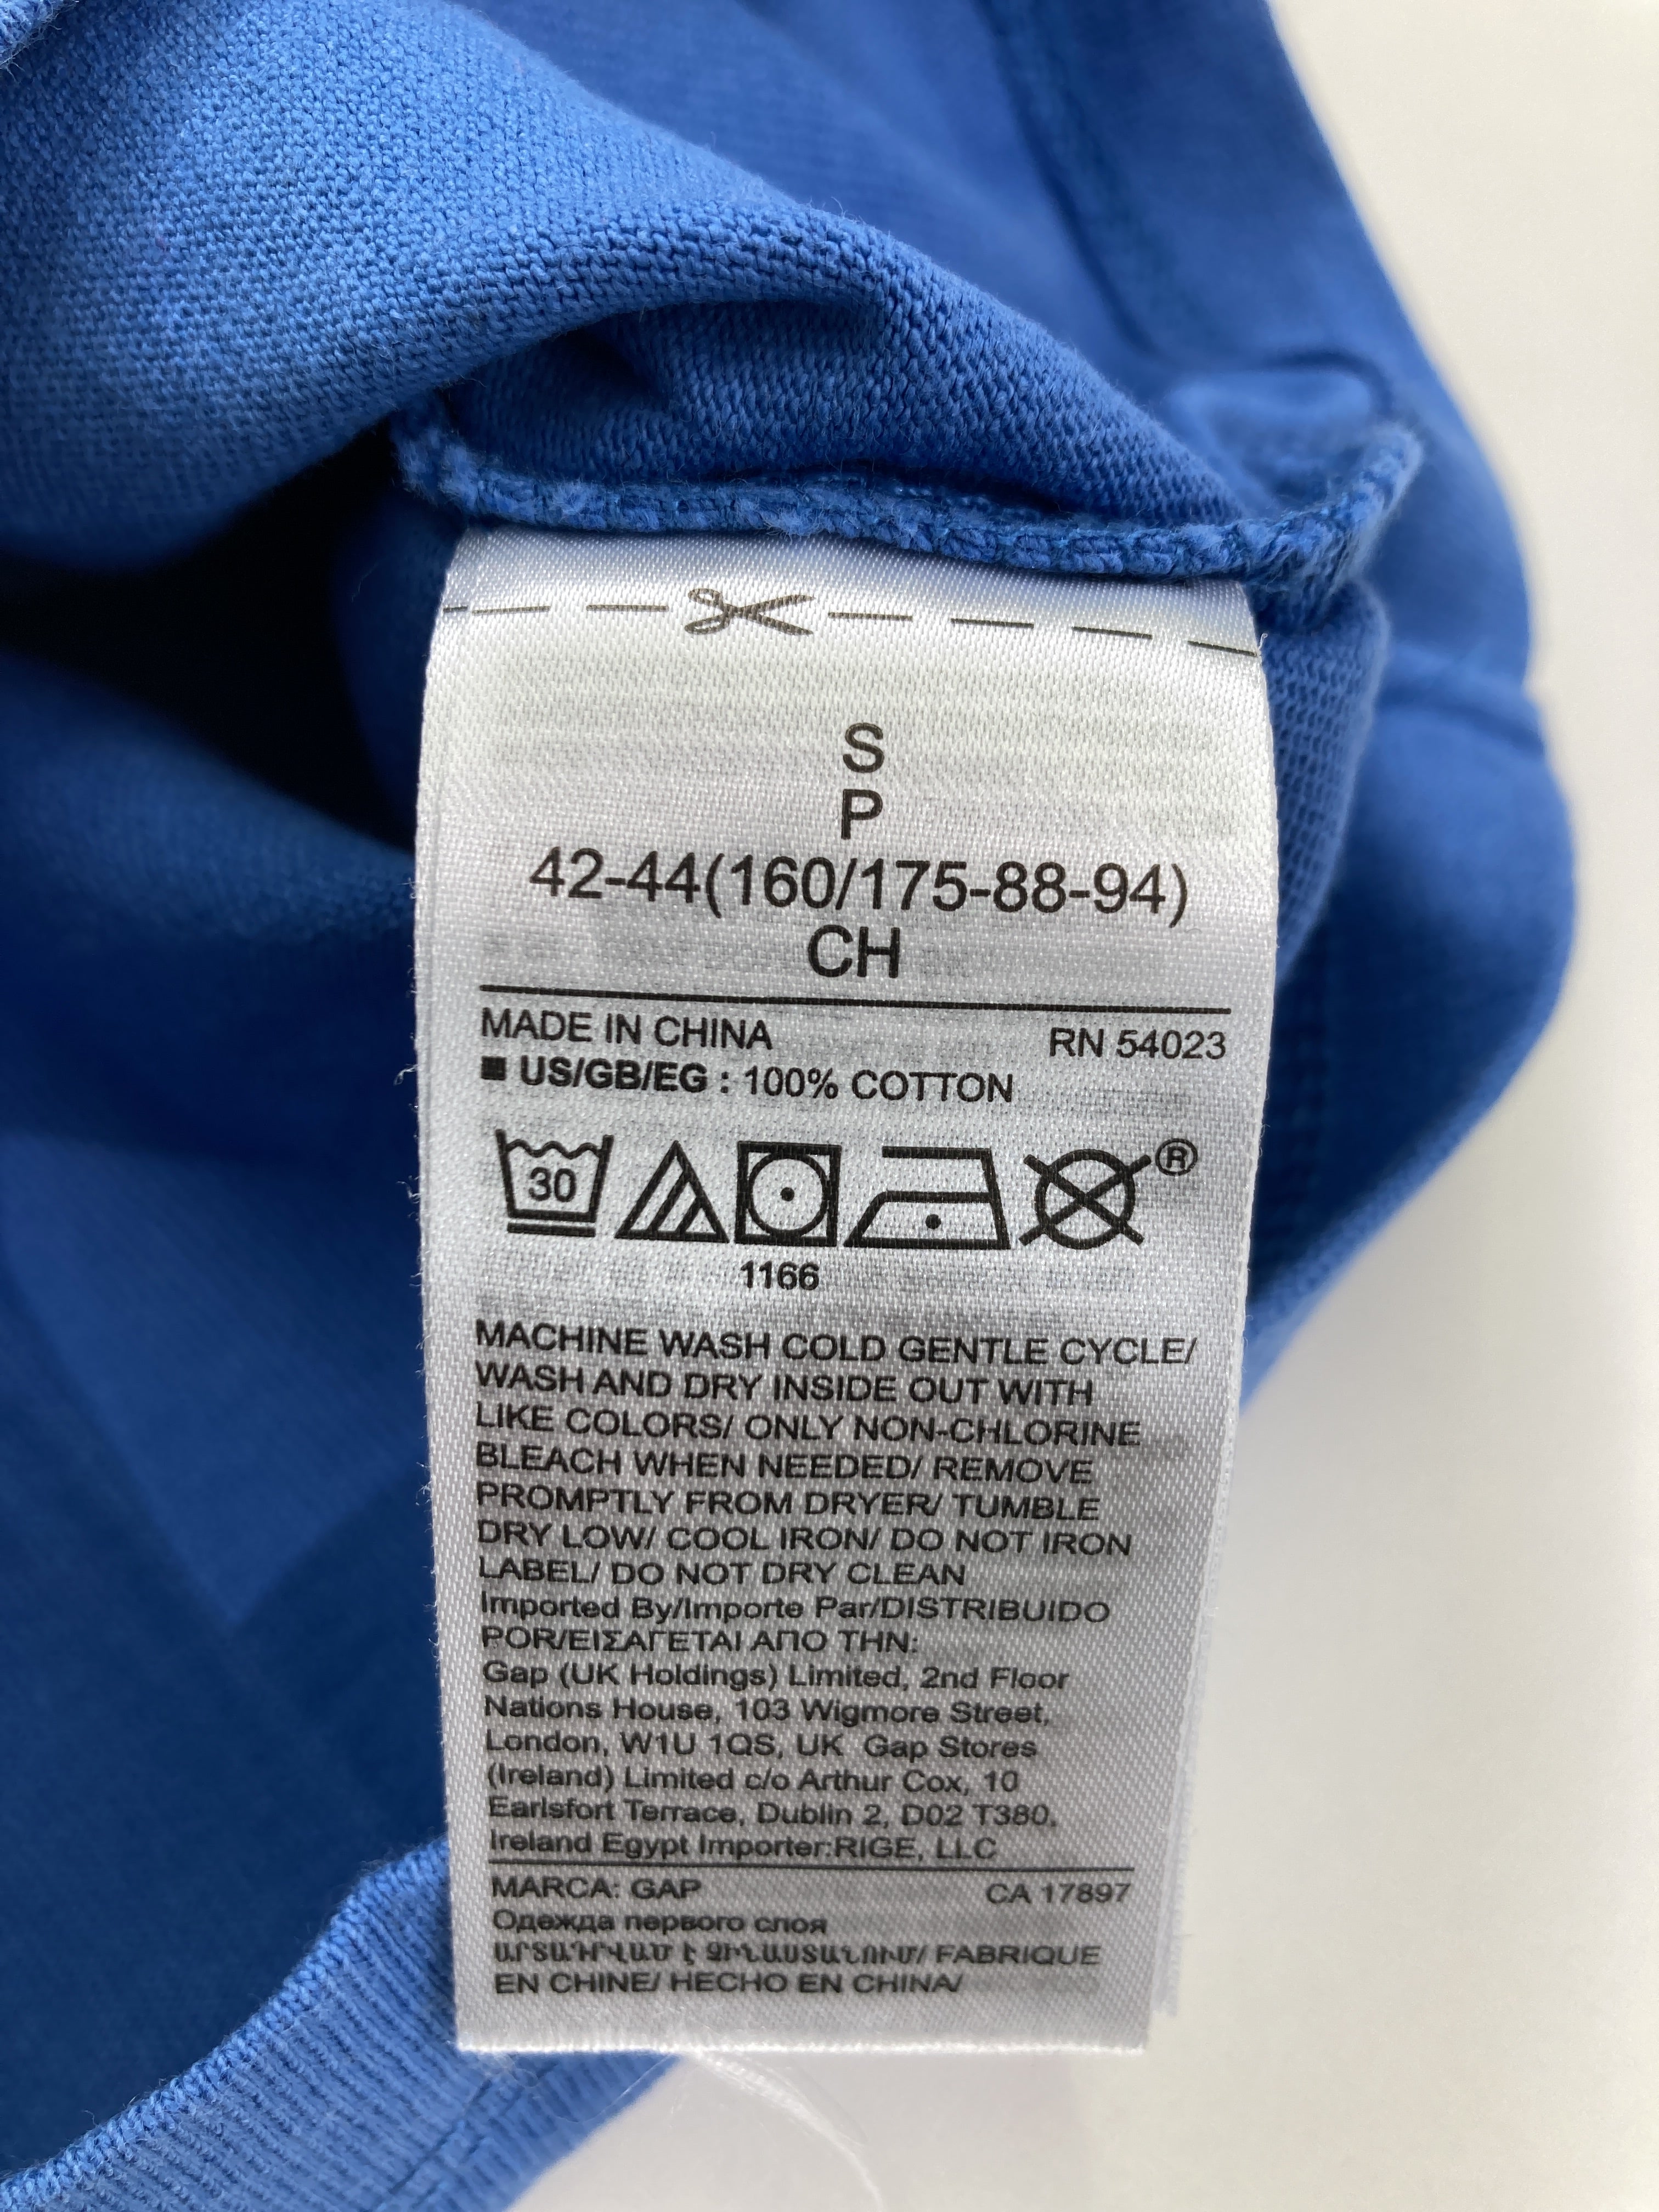 S
P
42-44(160/175-88-94)
CH
MADE IN CHINA RN 54023
■ US/GB/EG : 100% COTTON
30 ®
1166
MACHINE WASH COLD GENTLE CYCLE/
WASH AND DRY INSIDE OUT WITH
LIKE COLORS/ ONLY NON-CHLORINE
BLEACH WHEN NEEDED/ REMOVE
PROMPTLY FROM DRYER/ TUMBLE
DRY LOW/ COOL IRON/ DO NOT IRON
LABEL/ DO NOT DRY CLEAN
Imported By/Importe Par/DISTRIBUIDO
POR/ΕΙΣΑΓΕΤΑΙ ΑΠΟ ΤΗΝ:
Gap (UK Holdings) Limited, 2nd Floor
Nations House, 103 Wigmore Street,
London, W1U 1QS, UK Gap Stores
(Ireland) Limited c/o Arthur Cox, 10
Earlsfort Terrace, Dublin 2, D02 T380,
Ireland Egypt Importer:RIGE, LLC
MARCA: GAP CA 17897
Одежда первого слоя
ԱՐՏԱԴՐՎԱԾ Է ՉԻՆԱՍՏԱՆՈՒՄ/ FABRIQUE
EN CHINE/ HECHO EN CHINA/